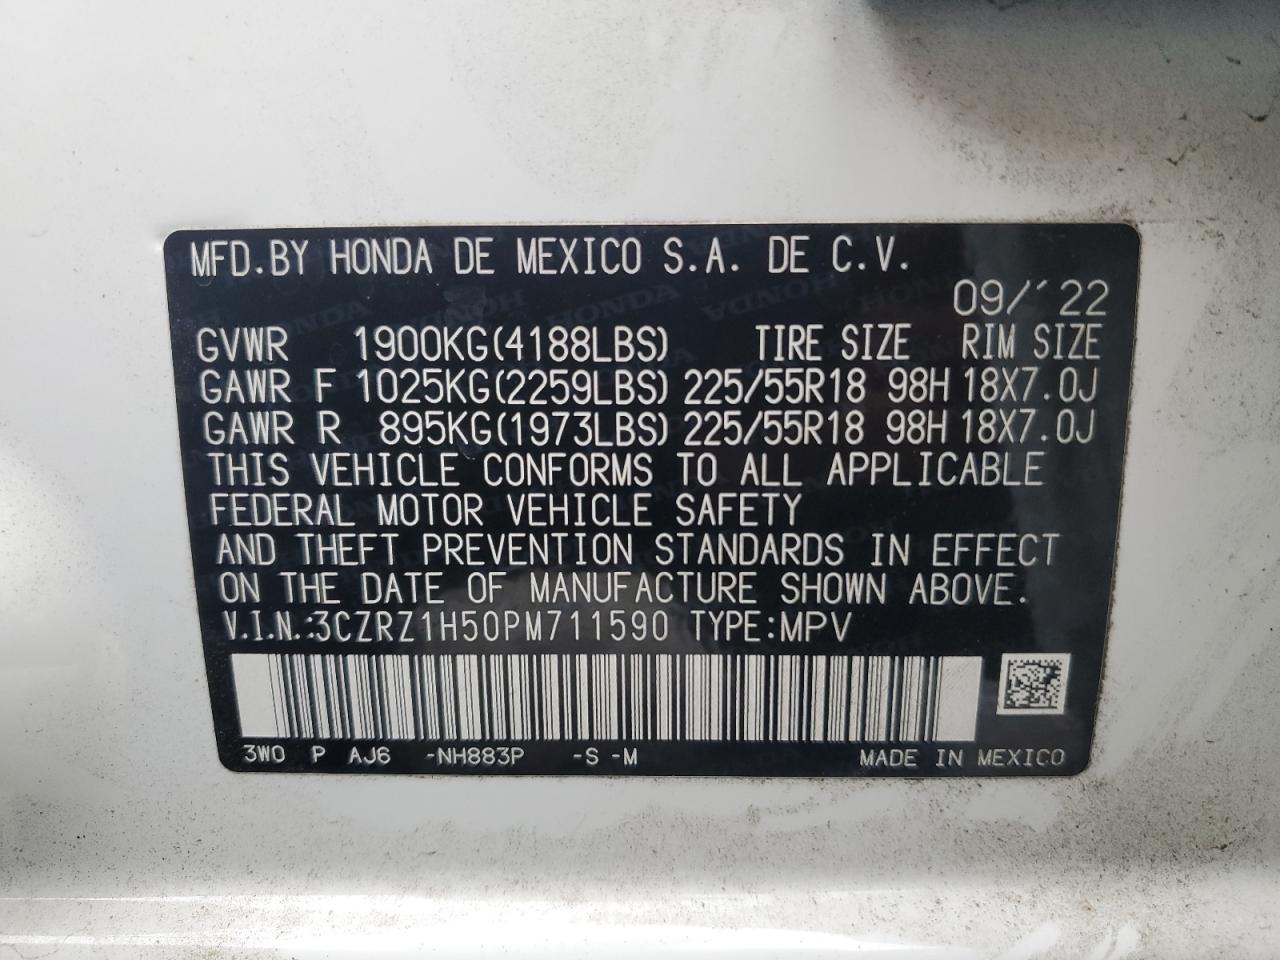 MFD.BY HONDA DE MEXICO S.A. DE C.V.
09/'22
GVWR 1900KG(4188LBS) TIRE SIZE RIM SIZE
GAWR F 1025KG(2259LBS) 225/55R18 98H 18X7.0J
GAWR R 895KG(1973LBS) 225/55R18 98H 18X7.0J
THIS VEHICLE CONFORMS TO ALL APPLICABLE
FEDERAL MOTOR VEHICLE SAFETY
AND THEFT PREVENTION STANDARDS IN EFFECT
ON THE DATE OF MANUFACTURE SHOWN ABOVE.
V.I.N.:3CZRZ1H50PM711590 TYPE:MPV
3W0 P AJ6 -NH883P -S -M MADE IN MEXICO